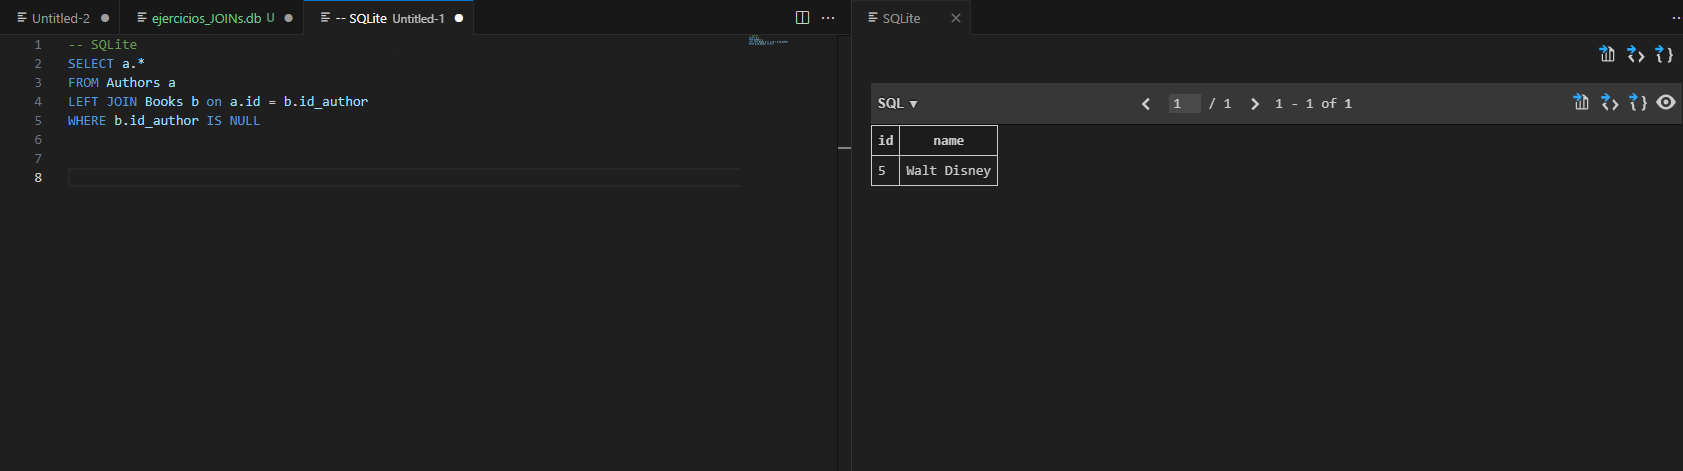 Untitled-2 ejercicios_JOINs.db U -- SQLite Untitled-1
1 -- SQLite
2 SELECT a.*
3 FROM Authors a
4 LEFT JOIN Books b on a.id = b.id_author
5 WHERE b.id_author IS NULL
6
7
8
SQLite
SQL 1 / 1 1 - 1 of 1
id name
5 Walt Disney